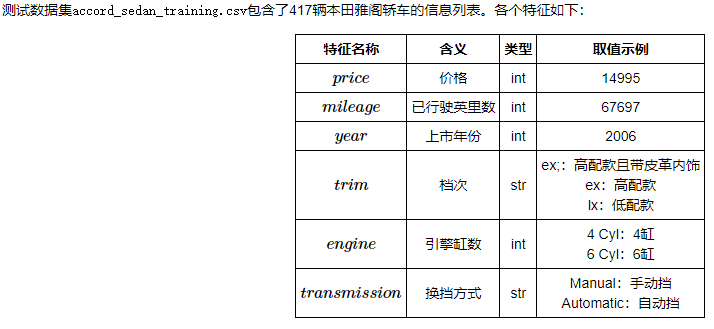 测试数据集accord_sedan_training.csv包含了417辆本田雅阁轿车的信息列表。各个特征如下：
特征名称 含义 类型 取值示例
price 价格 int 14995
mileage 已行驶英里数 int 67697
year 上市年份 int 2006
trim 档次 str ex;：高配款且带皮革内饰
ex：高配款
lx：低配款
engine 引擎缸数 int 4 Cyl：4缸
6 Cyl：6缸
transmission 换挡方式 str Manual：手动挡
Automatic：自动挡